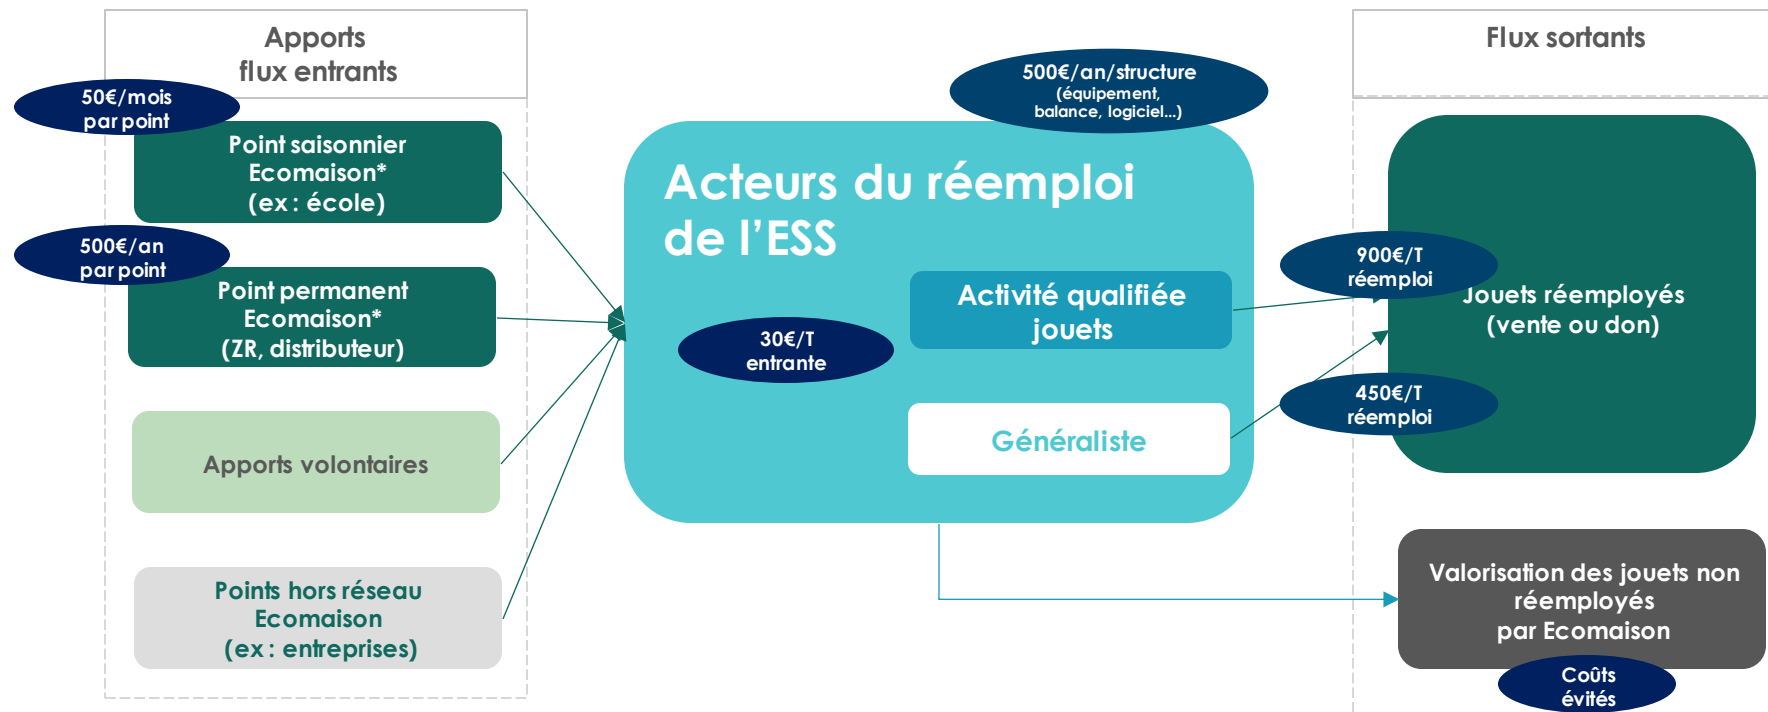 Apports
flux entrants
50€/mois
par point
Point saisonnier
Ecomaison*
(ex : école)
500€/an
par point
Point permanent
Ecomaison*
(ZR, distributeur)
Apports volontaires
Points hors réseau
Ecomaison
(ex : entreprises)
500€/an/structure
(équipement,
balance, logiciel...)
Acteurs du réemploi
de l’ESS
30€/T
entrante
Activité qualifiée
jouets
Généraliste
Flux sortants
900€/T
réemploi
Jouets réemployés
(vente ou don)
450€/T
réemploi
Valorisation des jouets non
réemployés
par Ecomaison
Coûts
évités